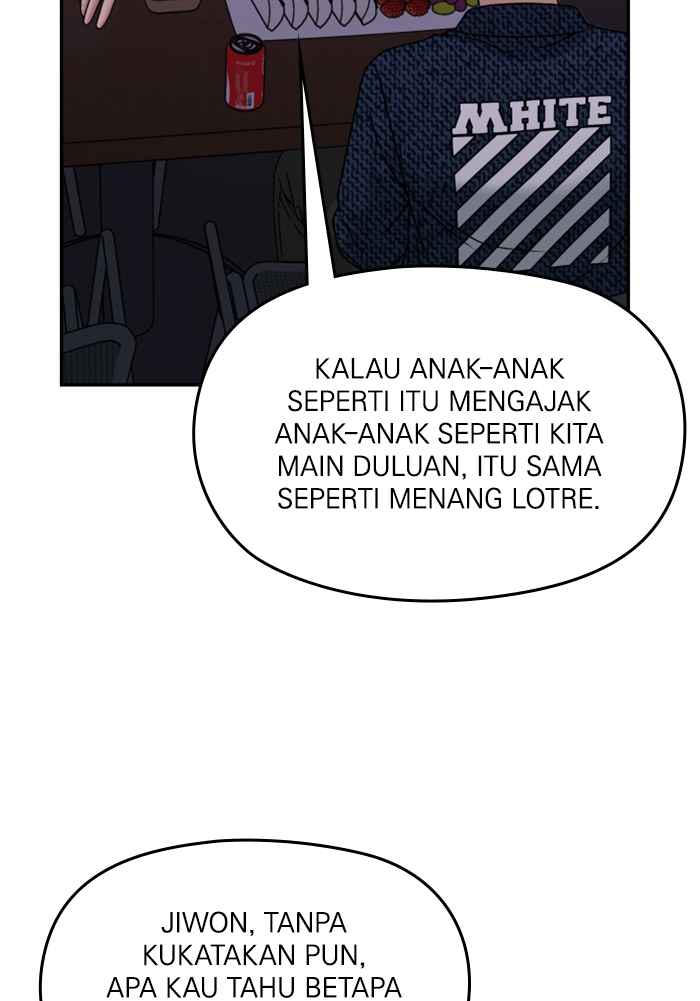 MHITE
KALAU ANAK-ANAK
SEPERTI ITU MENGAJAK
ANAK-ANAK SEPERTI KITA
MAIN DULUAN, ITU SAMA
SEPERTI MENANG LOTRE.
JIWON, TANPA
KUKATAKAN PUN,
APA KAU TAHU BETAPA